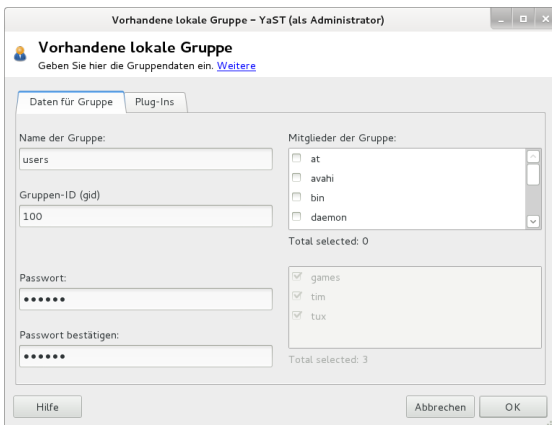 Vorhandene lokale Gruppe – YaST (als Administrator)
Vorhandene lokale Gruppe
Geben Sie hier die Gruppendaten ein. Weitere
Daten für Gruppe
Plug-Ins
Name der Gruppe:
users
Gruppen-ID (gid)
100
Passwort:
●●●●●●
Passwort bestätigen:
●●●●●●
Mitglieder der Gruppe:
at
avahi
bin
daemon
Total selected: 0
games
tim
tux
Total selected: 3
Hilfe
Abbrechen
OK